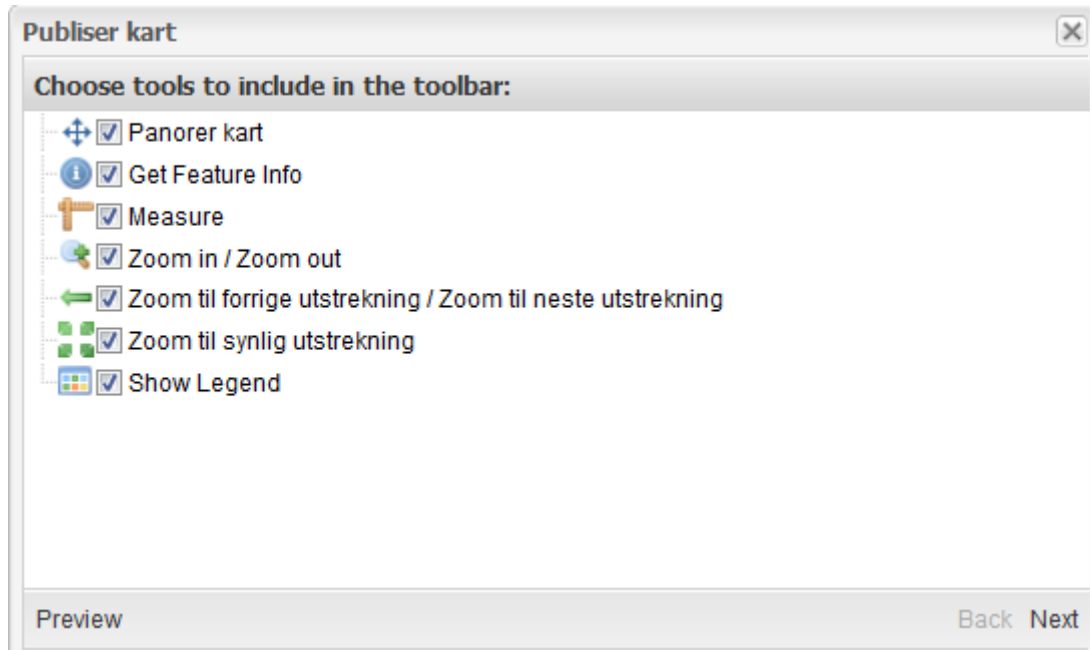 Publiser kart
Choose tools to include in the toolbar:
Panorer kart
Get Feature Info
Measure
Zoom in / Zoom out
Zoom til forrige utstrekning / Zoom til neste utstrekning
Zoom til synlig utstrekning
Show Legend
Preview Back Next